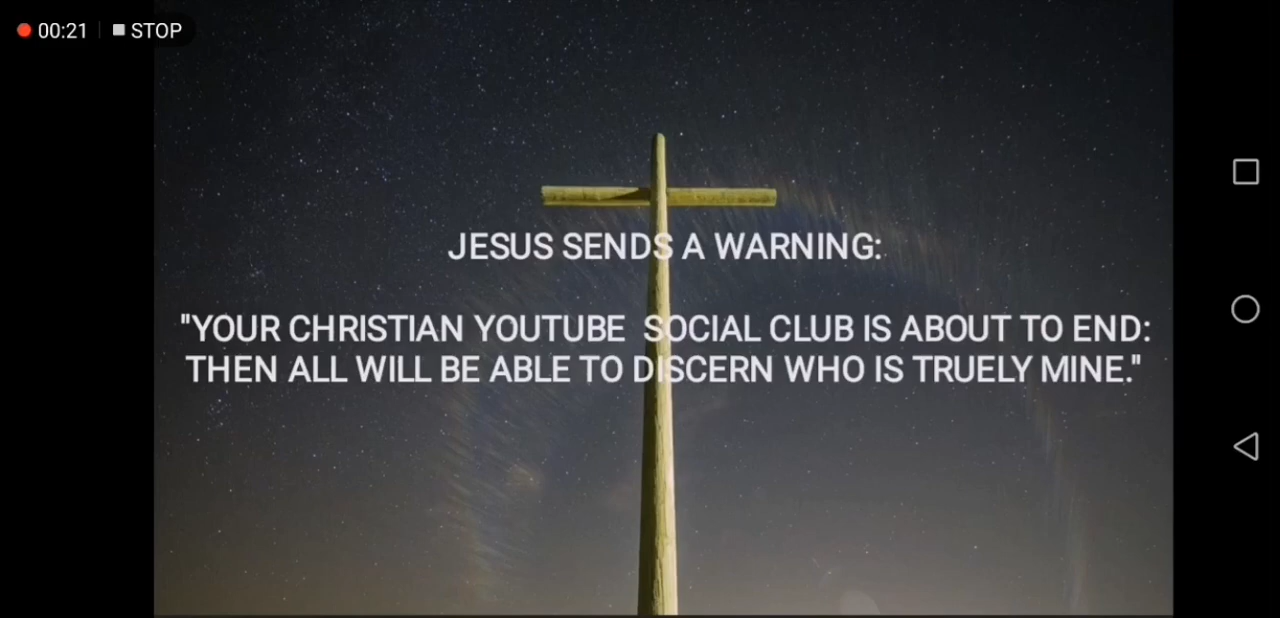 00:21 STOP
JESUS SENDS A WARNING:
"YOUR CHRISTIAN YOUTUBE SOCIAL CLUB IS ABOUT TO END:
THEN ALL WILL BE ABLE TO DISCERN WHO IS TRUELY MINE."